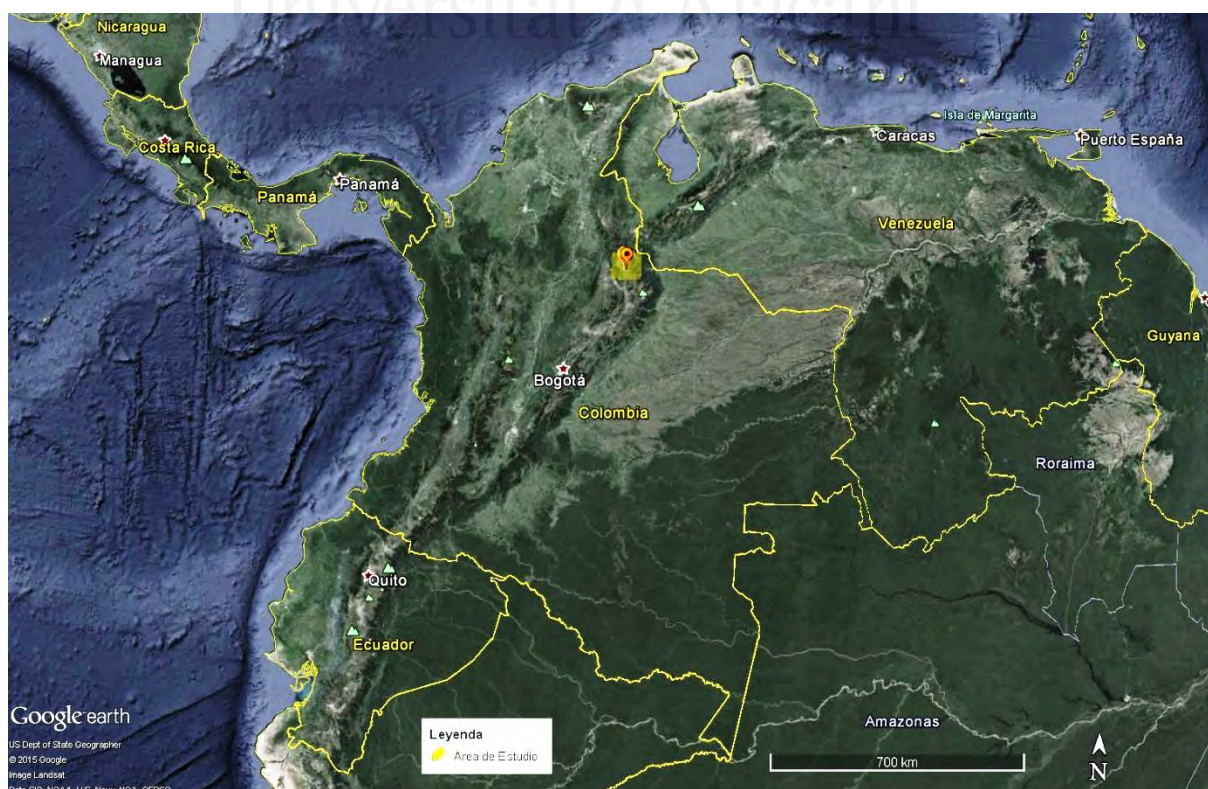 Nicaragua
Managua
Isla de Margarita
Caracas
Puerto España
Costa Rica
Panamá
Panamá
Venezuela
Guyana
Bogotá
Colombia
Roraima
Quito
Ecuador
Google earth
Leyenda
Area de Estudio
Amazonas
US Dept of State Geographer
© 2015 Google
Image Landsat
700 km
N